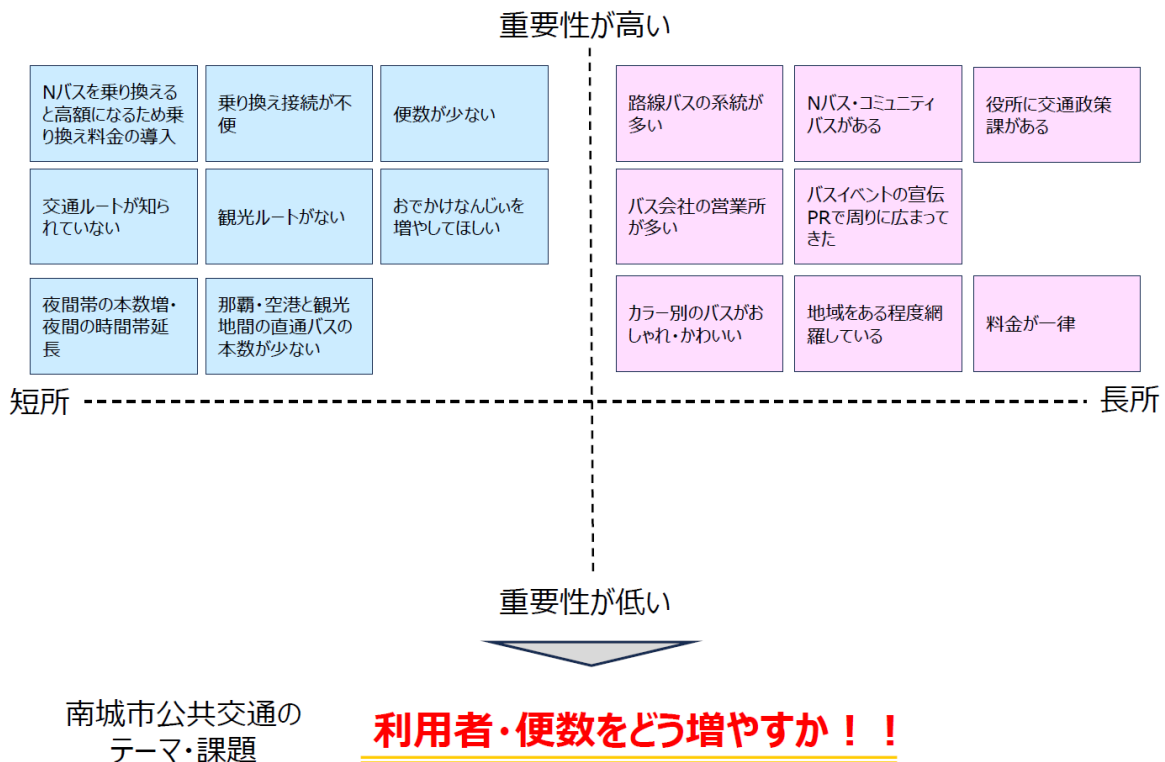 重要性が高い
Nバスを乗り換える
と高額になるため乗
り換え料金の導入
乗り換え接続が不
便
便数が少ない
路線バスの系統が
多い
Nバス・コミュニティ
バスがある
役所に交通政策
課がある
交通ルートが知ら
れていない
観光ルートがない
おでかけなんじぃを
増やしてほしい
バス会社の営業所
が多い
バスイベントの宣伝
PRで周りに広まって
きた
夜間帯の本数増・
夜間の時間帯延
長
那覇・空港と観光
地間の直通バスの
本数が少ない
カラー別のバスがお
しゃれ・かわいい
地域をある程度網
羅している
料金が一律
短所
長所
重要性が低い
南城市公共交通の
テーマ・課題
利用者・便数をどう増やすか！！